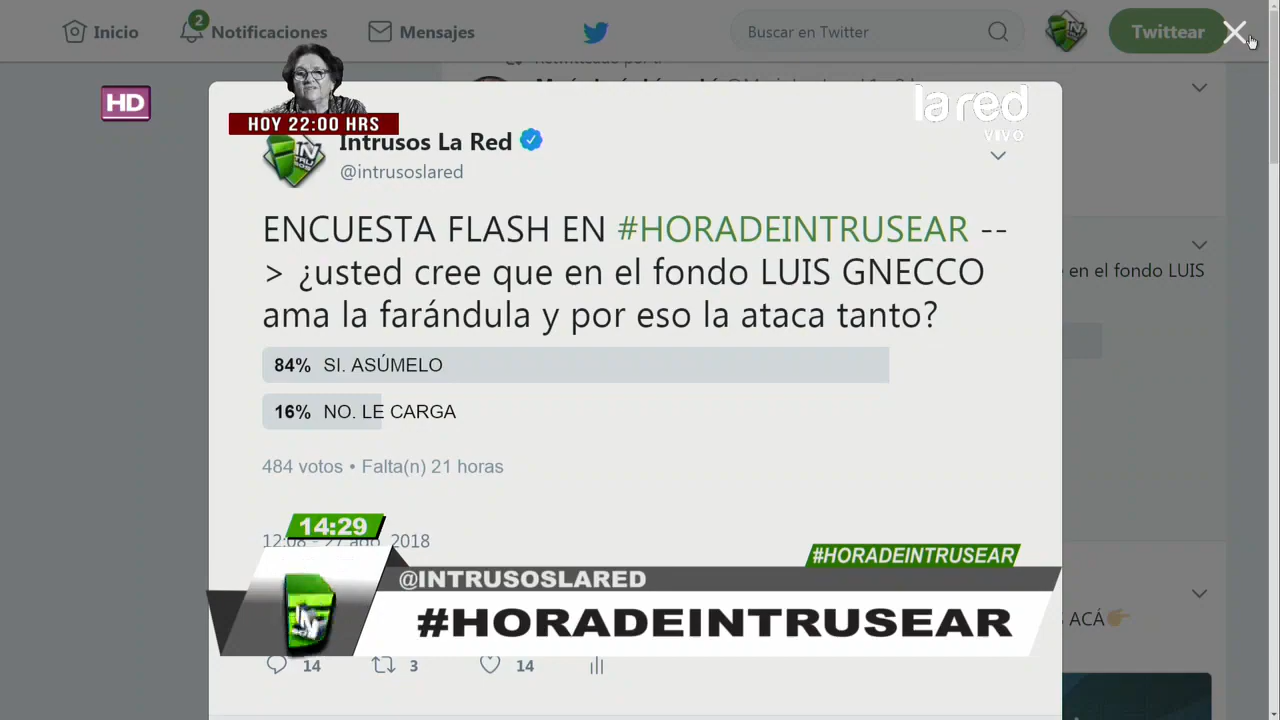 Inicio
2
Notificaciones
Mensajes
Buscar en Twitter
Twittear
HD
HOY 22:00 HRS
la red
VIVO
Intrusos La Red
@intrusoslared
ENCUESTA FLASH EN #HORADEINTRUSEAR --
> ¿usted cree que en el fondo LUIS GNECCO
ama la farándula y por eso la ataca tanto?
en el fondo LUIS
84% SI. ASÚMELO
16% NO. LE CARGA
484 votos • Falta(n) 21 horas
14:29
12:08 - 27 ago. 2018
#HORADEINTRUSEAR
@INTRUSOSLARED
#HORADEINTRUSEAR
ACÁ
14
3
14